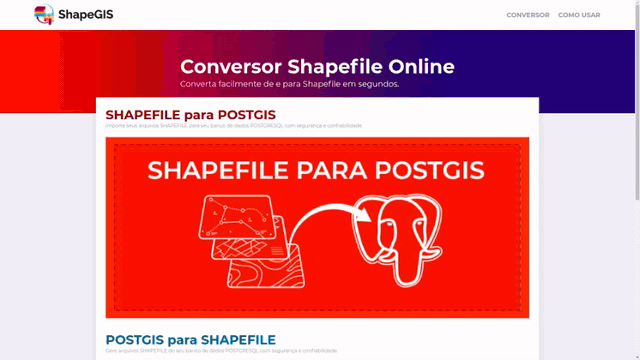 ShapeGIS
CONVERSOR
COMO USAR
Conversor Shapefile Online
Converta facilmente de e para Shapefile em segundos.
SHAPEFILE para POSTGIS
Importe seus arquivos SHAPEFILE para seu banco de dados POSTGRESQL com segurança e confiabilidade.
SHAPEFILE PARA POSTGIS
POSTGIS para SHAPEFILE
Gere arquivos SHAPEFILE do seu banco de dados POSTGRESQL com segurança e confiabilidade.